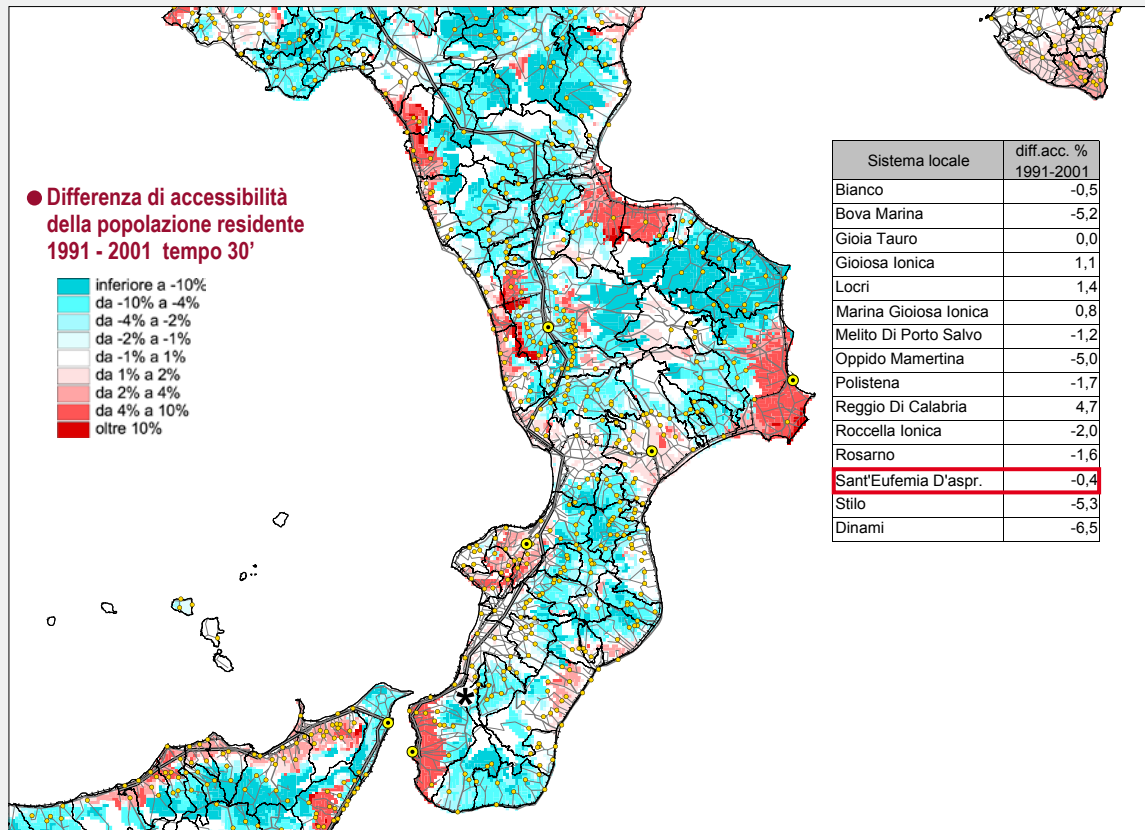 ● Differenza di accessibilità
della popolazione residente
1991 - 2001 tempo 30'
inferiore a -10%
da -10% a -4%
da -4% a -2%
da -2% a -1%
da -1% a 1%
da 1% a 2%
da 2% a 4%
da 4% a 10%
oltre 10%
Sistema locale diff.acc. % 1991-2001
Bianco -0,5
Bova Marina -5,2
Gioia Tauro 0,0
Gioiosa Ionica 1,1
Locri 1,4
Marina Gioiosa Ionica 0,8
Melito Di Porto Salvo -1,2
Oppido Mamertina -5,0
Polistena -1,7
Reggio Di Calabria 4,7
Roccella Ionica -2,0
Rosarno -1,6
Sant'Eufemia D'aspr. -0,4
Stilo -5,3
Dinami -6,5
*